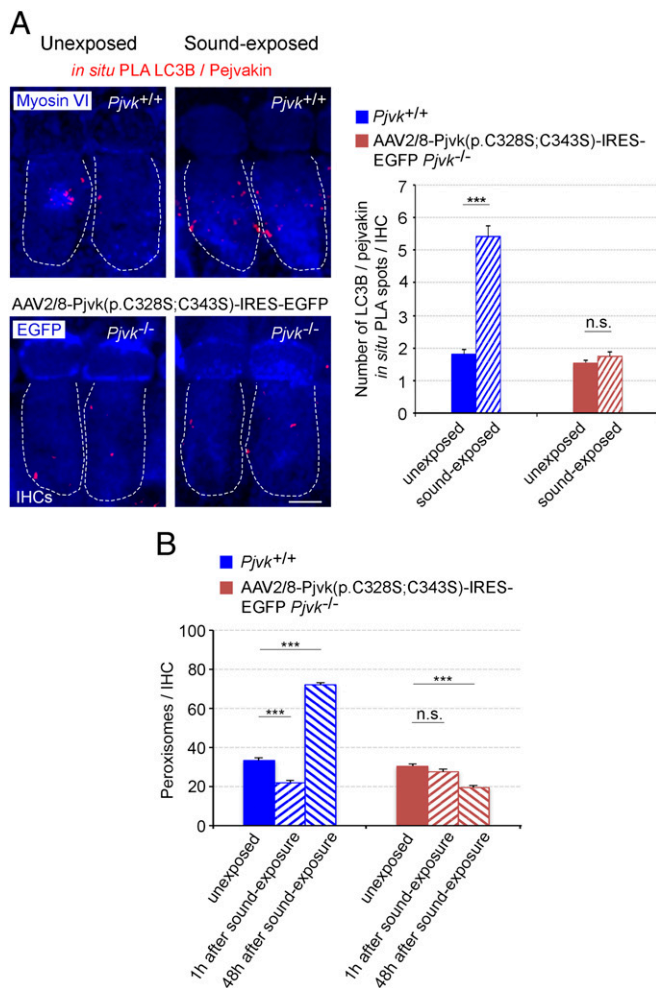 A
Unexposed Sound-exposed
in situ PLA LC3B / Pejvakin
Myosin VI Pjvk+/+ Pjvk+/+
AAV2/8-Pjvk(p.C328S;C343S)-IRES-EGFP
EGFP Pjvk-/- Pjvk-/-
IHCs
Pjvk+/+
AAV2/8-Pjvk(p.C328S;C343S)-IRES-
EGFP Pjvk-/-
Number of LC3B / pejvakin
in situ PLA spots / IHC
7
6
5
4
3
2
1
0
***
n.s.
unexposed
sound-exposed
unexposed
sound-exposed
B
Pjvk+/+
AAV2/8-Pjvk(p.C328S;C343S)-IRES-
EGFP Pjvk-/-
Peroxisomes / IHC
100
80
60
40
20
0
***
***
***
n.s.
unexposed
1h after sound-exposure
48h after sound-exposure
unexposed
1h after sound-exposure
48h after sound-exposure